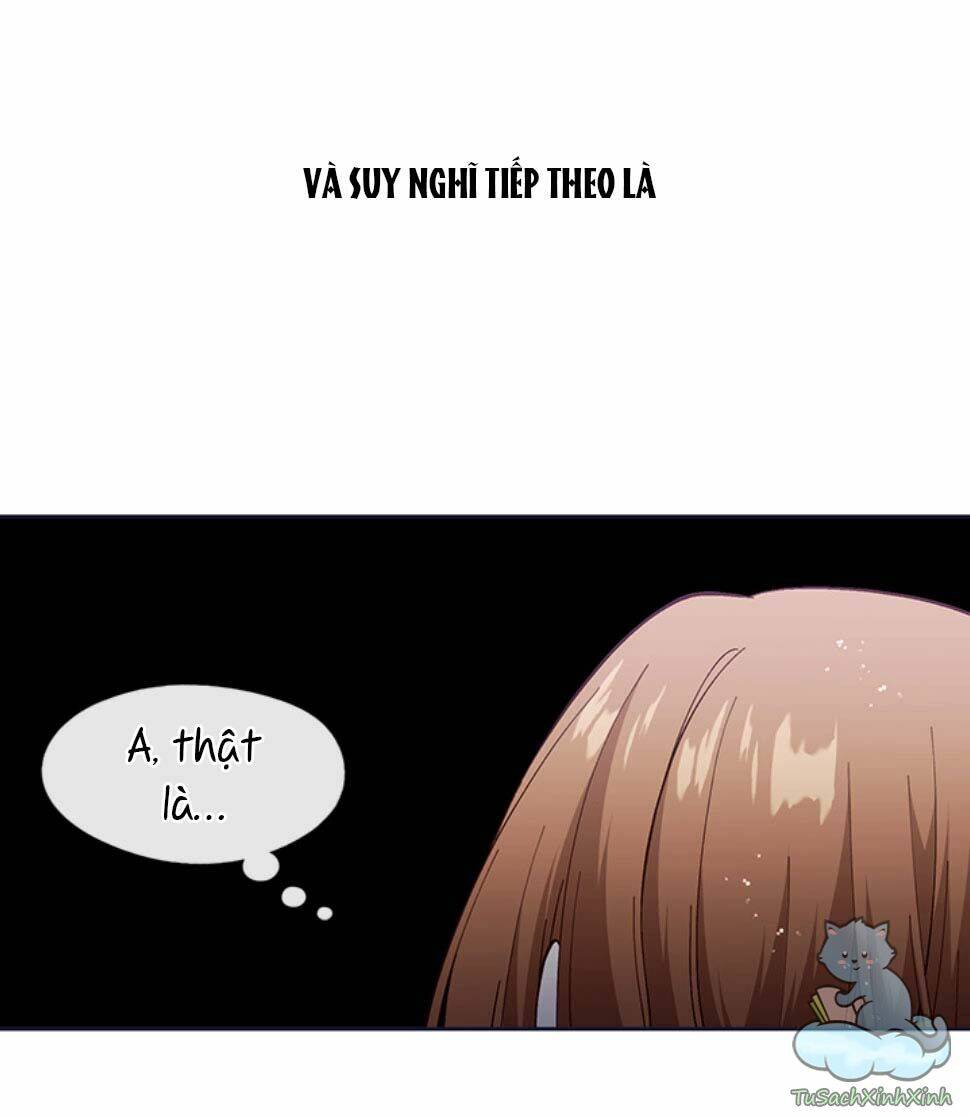 VÀ SUY NGHĨ TIẾP THEO LÀ
A, thật
là...
TuSachXinhXinh